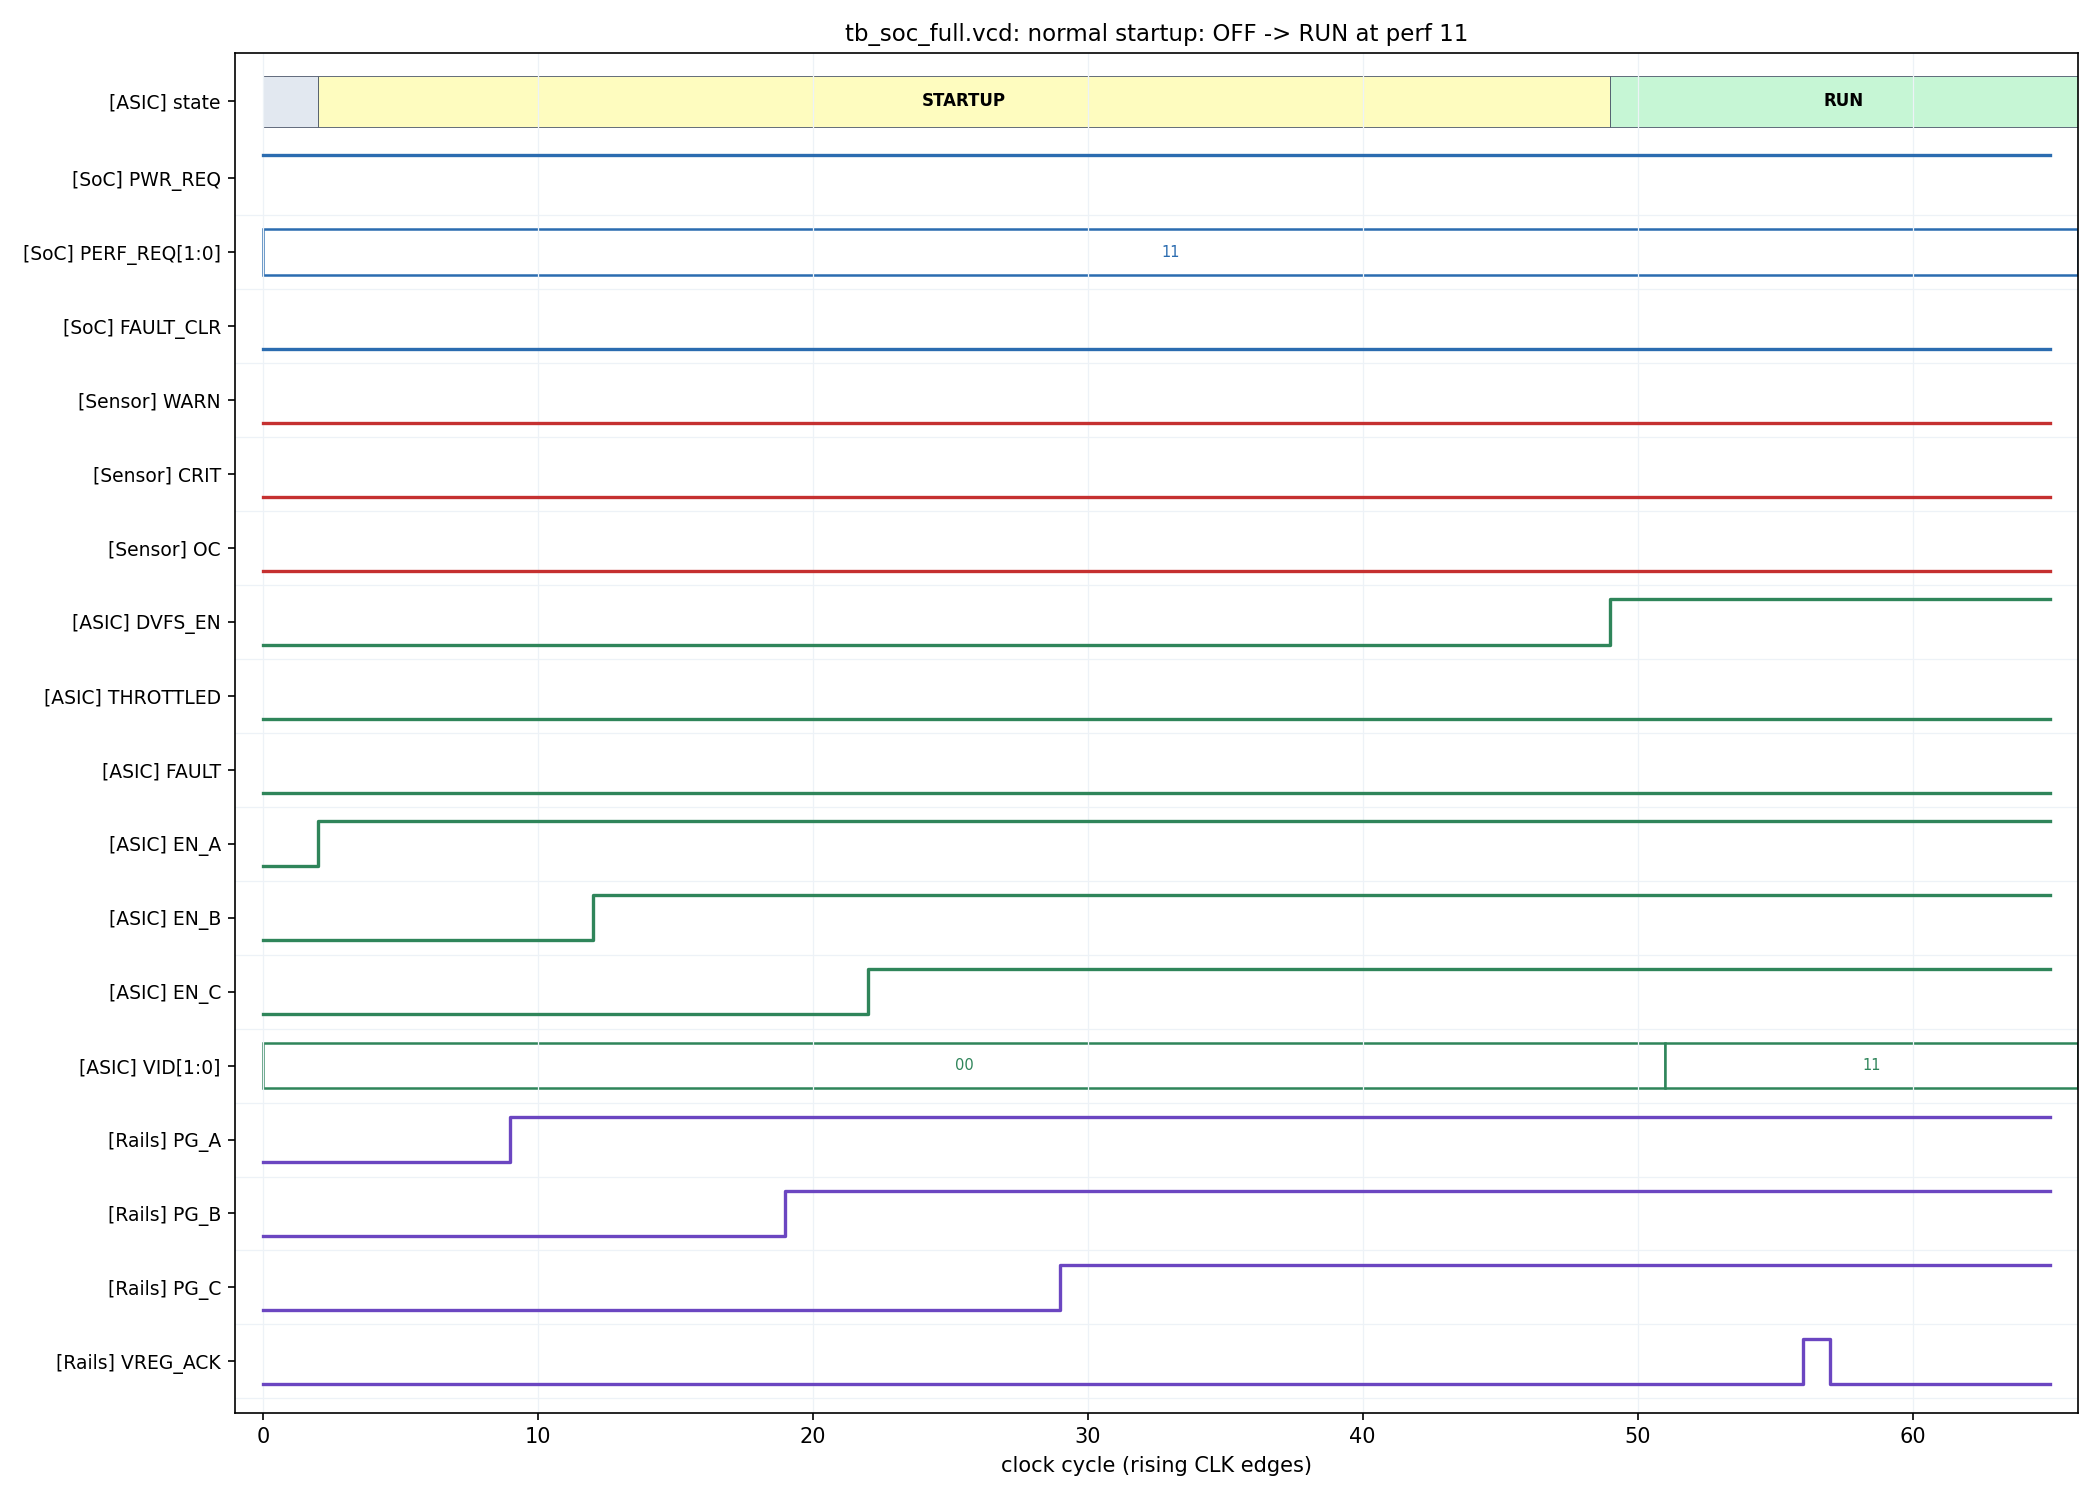 tb_soc_full.vcd: normal startup: OFF -> RUN at perf 11
[ASIC] state
STARTUP
RUN
[SoC] PWR_REQ
[SoC] PERF_REQ[1:0]
11
[SoC] FAULT_CLR
[Sensor] WARN
[Sensor] CRIT
[Sensor] OC
[ASIC] DVFS_EN
[ASIC] THROTTLED
[ASIC] FAULT
[ASIC] EN_A
[ASIC] EN_B
[ASIC] EN_C
[ASIC] VID[1:0]
00
11
[Rails] PG_A
[Rails] PG_B
[Rails] PG_C
[Rails] VREG_ACK
0 10 20 30 40 50 60
clock cycle (rising CLK edges)